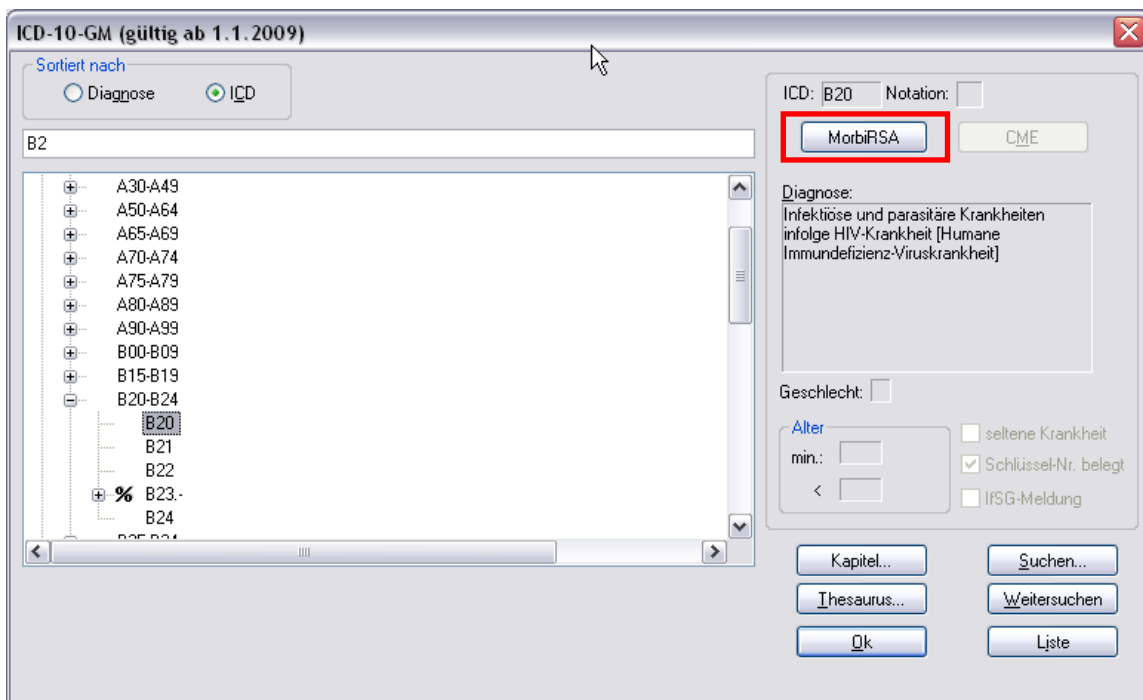 ICD-10-GM (gültig ab 1.1.2009)
Sortiert nach
Diagnose
ICD
B2
A30-A49
A50-A64
A65-A69
A70-A74
A75-A79
A80-A89
A90-A99
B00-B09
B15-B19
B20-B24
B20
B21
B22
% B23.-
B24
ICD: B20 Notation:
MorbiRSA
CME
Diagnose:
Infektiöse und parasitäre Krankheiten
infolge HIV-Krankheit [Humane
Immundefizienz-Viruskrankheit]
Geschlecht:
Alter
min.:
<
seltene Krankheit
Schlüssel-Nr. belegt
IfSG-Meldung
Kapitel...
Suchen...
Thesaurus...
Weitersuchen
Ok
Liste